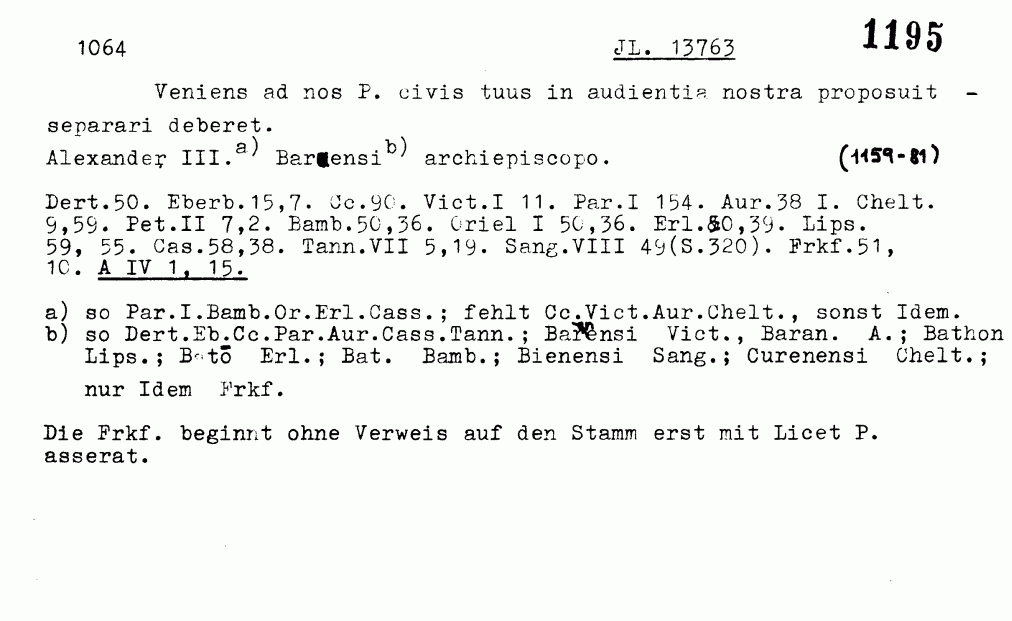 1064 JL. 13763 1195
Veniens ad nos P. civis tuus in audientia nostra proposuit -
separari deberet.
Alexander III.a) Barensi b) archiepiscopo. (1159-81)
Dert.50. Eberb.15,7. Cc.90. Vict.I 11. Par.I 154. Aur.38 I. Chelt.
9,59. Pet.II 7,2. Bamb.50,36. Oriel I 50,36. Erl.50,39. Lips.
59, 55. Cas.58,38. Tann.VII 5,19. Sang.VIII 49(S.320). Frkf.51,
10. A IV 1, 15.
a) so Par.I.Bamb.Or.Erl.Cass.; fehlt Cc.Vict.Aur.Chelt., sonst Idem.
b) so Dert.Eb.Cc.Par.Aur.Cass.Tann.; Vict., Baran. A.; Bathon
Lips.; Erl.; Bat. Bamb.; Bienensi Sang.; Curenensi Chelt.;
nur Idem Frkf.
Die Frkf. beginnt ohne Verweis auf den Stamm erst mit Licet P.
asserat.